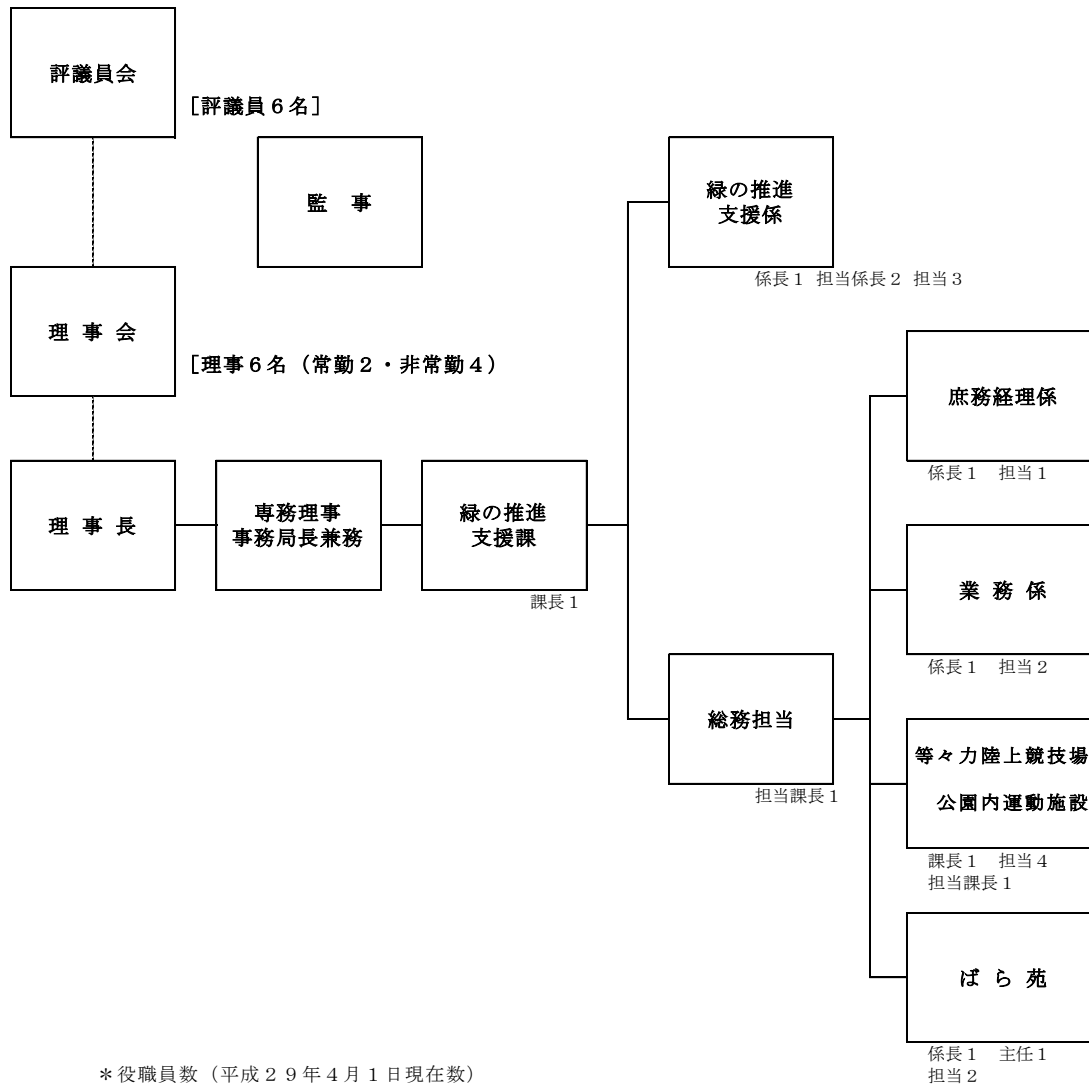 評議員会
［評議員６名］
監　事
理 事 会
［理事６名（常勤２・非常勤４）
理 事 長
専務理事
事務局長兼務
緑の推進
支援課
課長１
緑の推進
支援係
係長１ 担当係長２ 担当３
総務担当
担当課長１
庶務経理係
係長１　担当１
業 務 係
係長１　担当２
等々力陸上競技場
公園内運動施設
課長１　担当４
担当課長１
ば ら 苑
係長１　主任１
担当２
＊役職員数（平成２９年４月１日現在数）